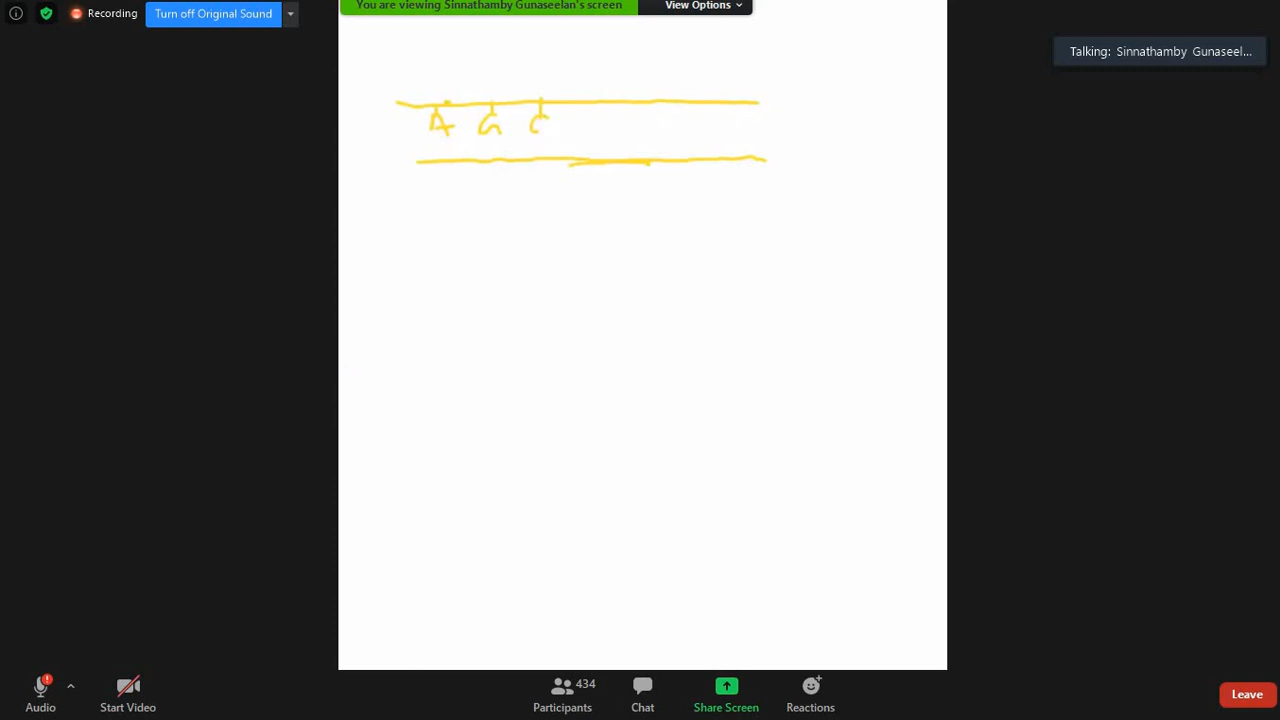 You are viewing Sinnathamby Gunaseelan's screen View Options
Recording Turn off Original Sound
Talking: Sinnathamby Gunaseel...
A G C
434
Audio Start Video Participants Chat Share Screen Reactions Leave